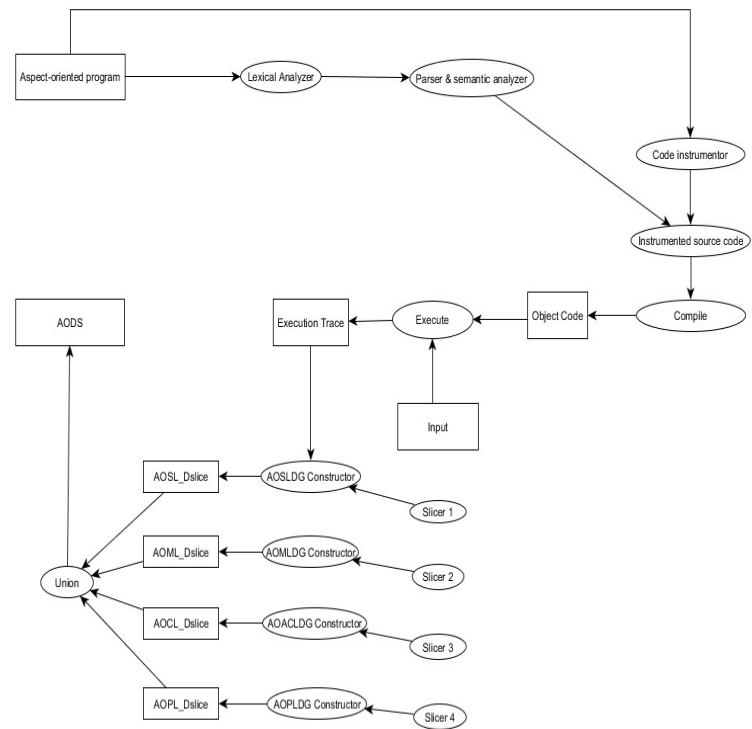 Aspect-oriented program
Lexical Analyzer
Parser & semantic analyzer
Code instrumentor
Instrumented source code
AODS
Execution Trace
Execute
Object Code
Compile
Input
AOSL_Dslice
AOSLDG Constructor
Slicer 1
AOML_Dslice
AOMLDG Constructor
Slicer 2
Union
AOCL_Dslice
AOACLDG Constructor
Slicer 3
AOPL_Dslice
AOPLDG Constructor
Slicer 4